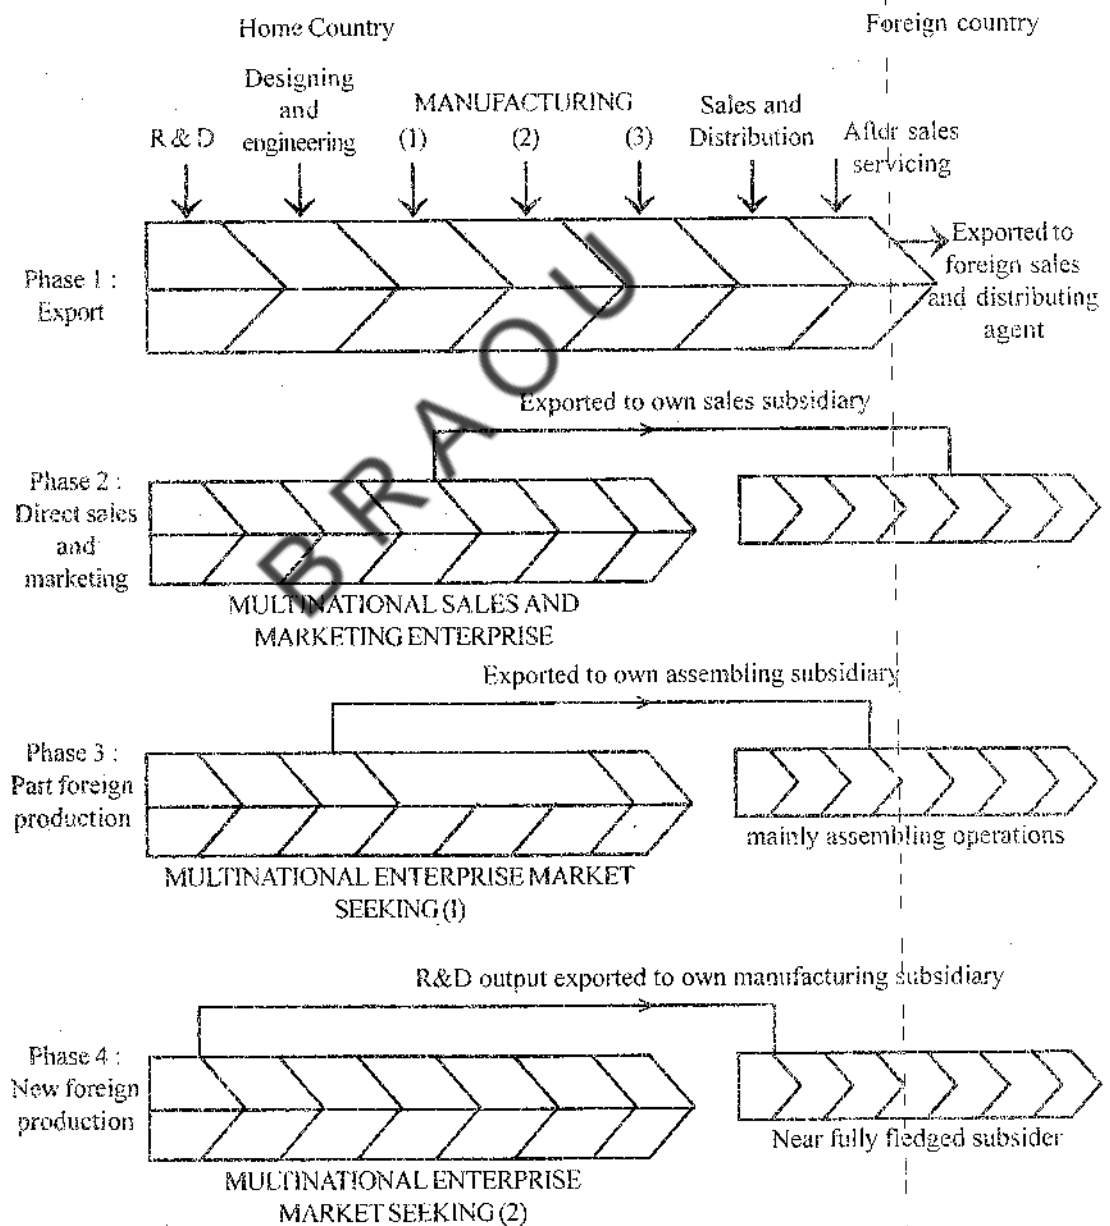 Home Country
Foreign country
Designing
and
engineering
R & D
MANUFACTURING
(1)
(2)
(3)
Sales and
Distribution
After sales
servicing
Phase 1 :
Export
Exported to
foreign sales
and distributing
agent
Exported to own sales subsidiary
Phase 2 :
Direct sales
and
marketing
MULTINATIONAL SALES AND
MARKETING ENTERPRISE
Exported to own assembling subsidiary
Phase 3 :
Part foreign
production
mainly assembling operations
MULTINATIONAL ENTERPRISE MARKET
SEEKING (1)
R&D output exported to own manufacturing subsidiary
Phase 4 :
New foreign
production
Near fully fledged subsider
MULTINATIONAL ENTERPRISE
MARKET SEEKING (2)
BRAOU